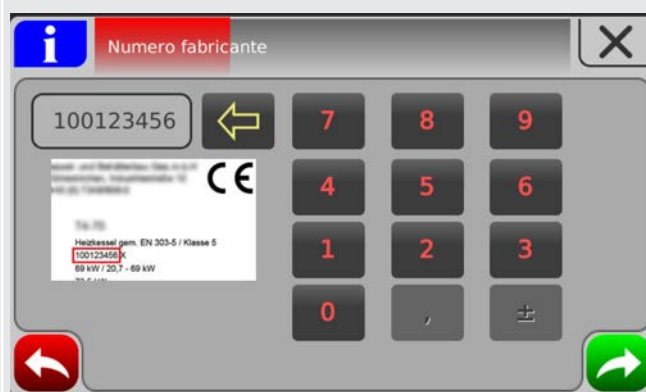 i
Numero fabricante
100123456
7
8
9
CE
4
5
6
Heizkessel gem. EN 303-5 / Klasse 5
100123456 X
69 kW / 20,7 - 69 kW
1
2
3
0
,
±